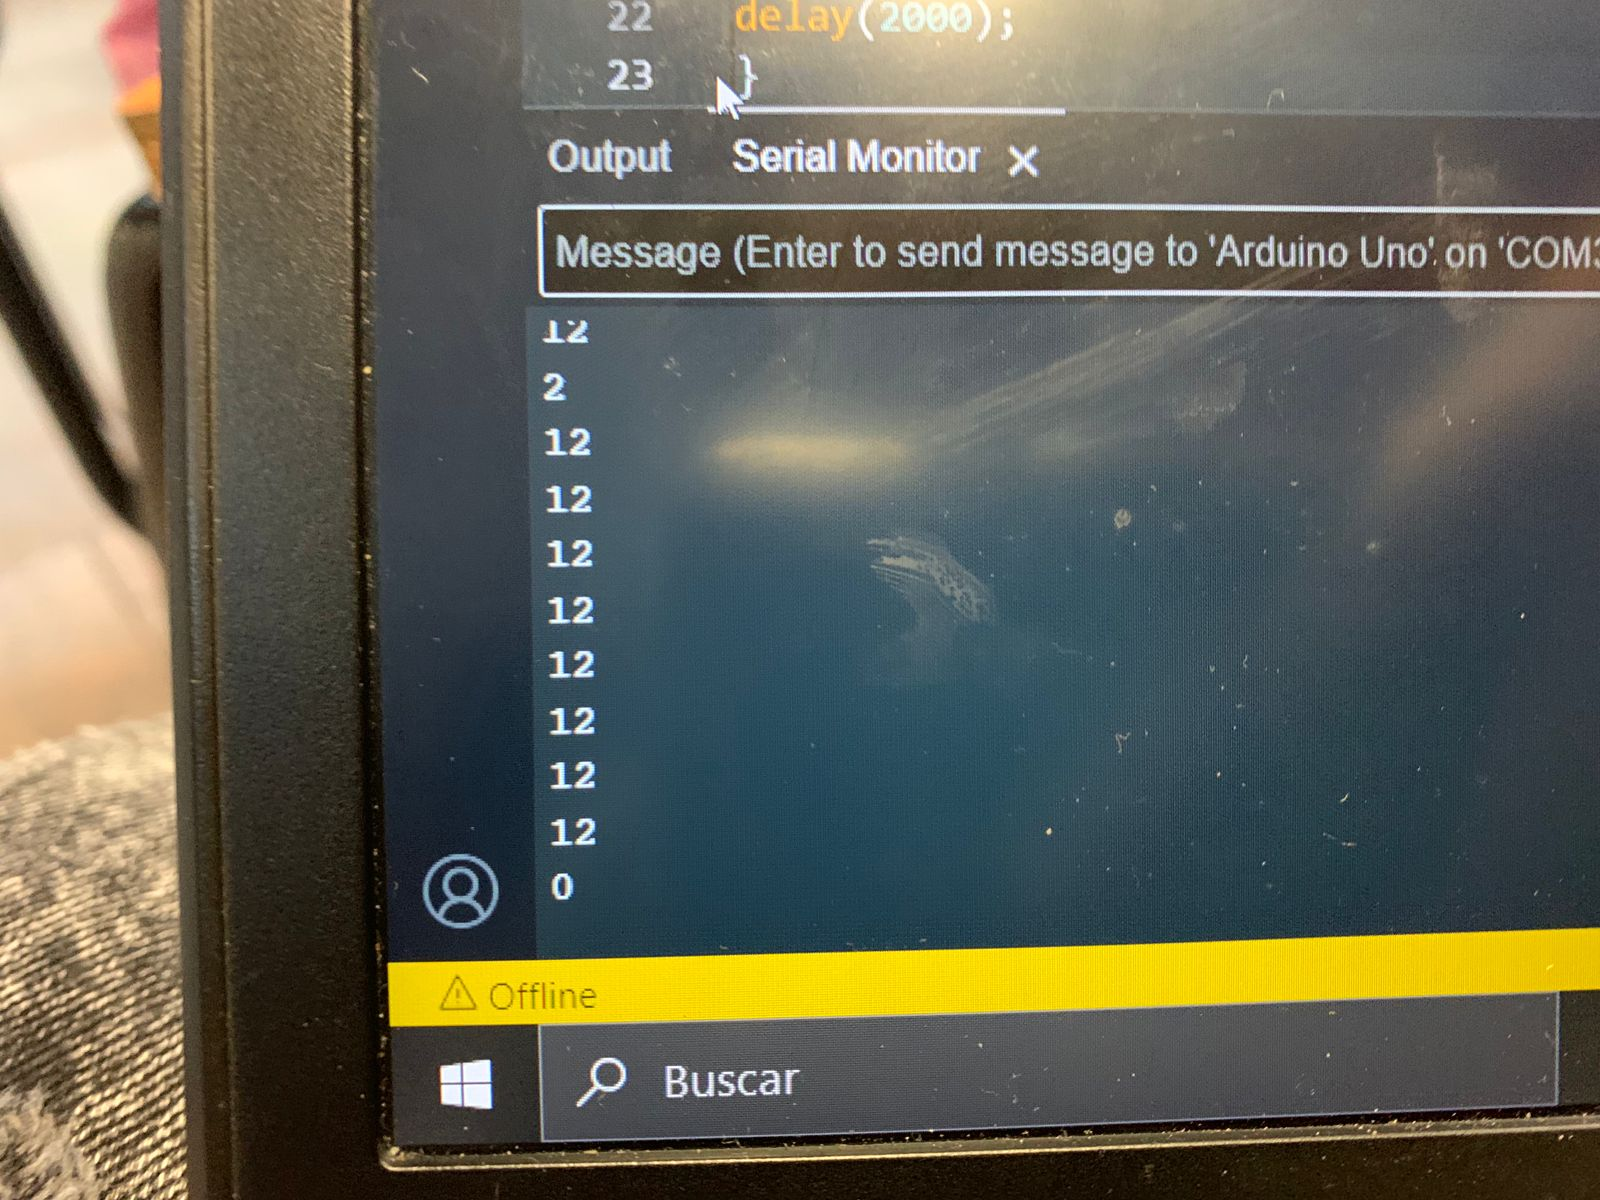 22 delay(2000);
23 }
Output Serial Monitor
Message (Enter to send message to 'Arduino Uno' on 'COM3
12
2
12
12
12
12
12
12
12
12
0
Offline
Buscar